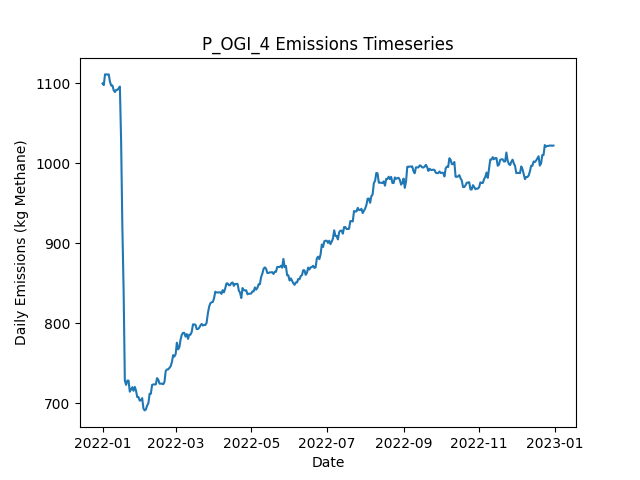 P_OGI_4 Emissions Timeseries
Daily Emissions (kg Methane)
1100
1000
900
800
700
2022-01 2022-03 2022-05 2022-07 2022-09 2022-11 2023-01
Date